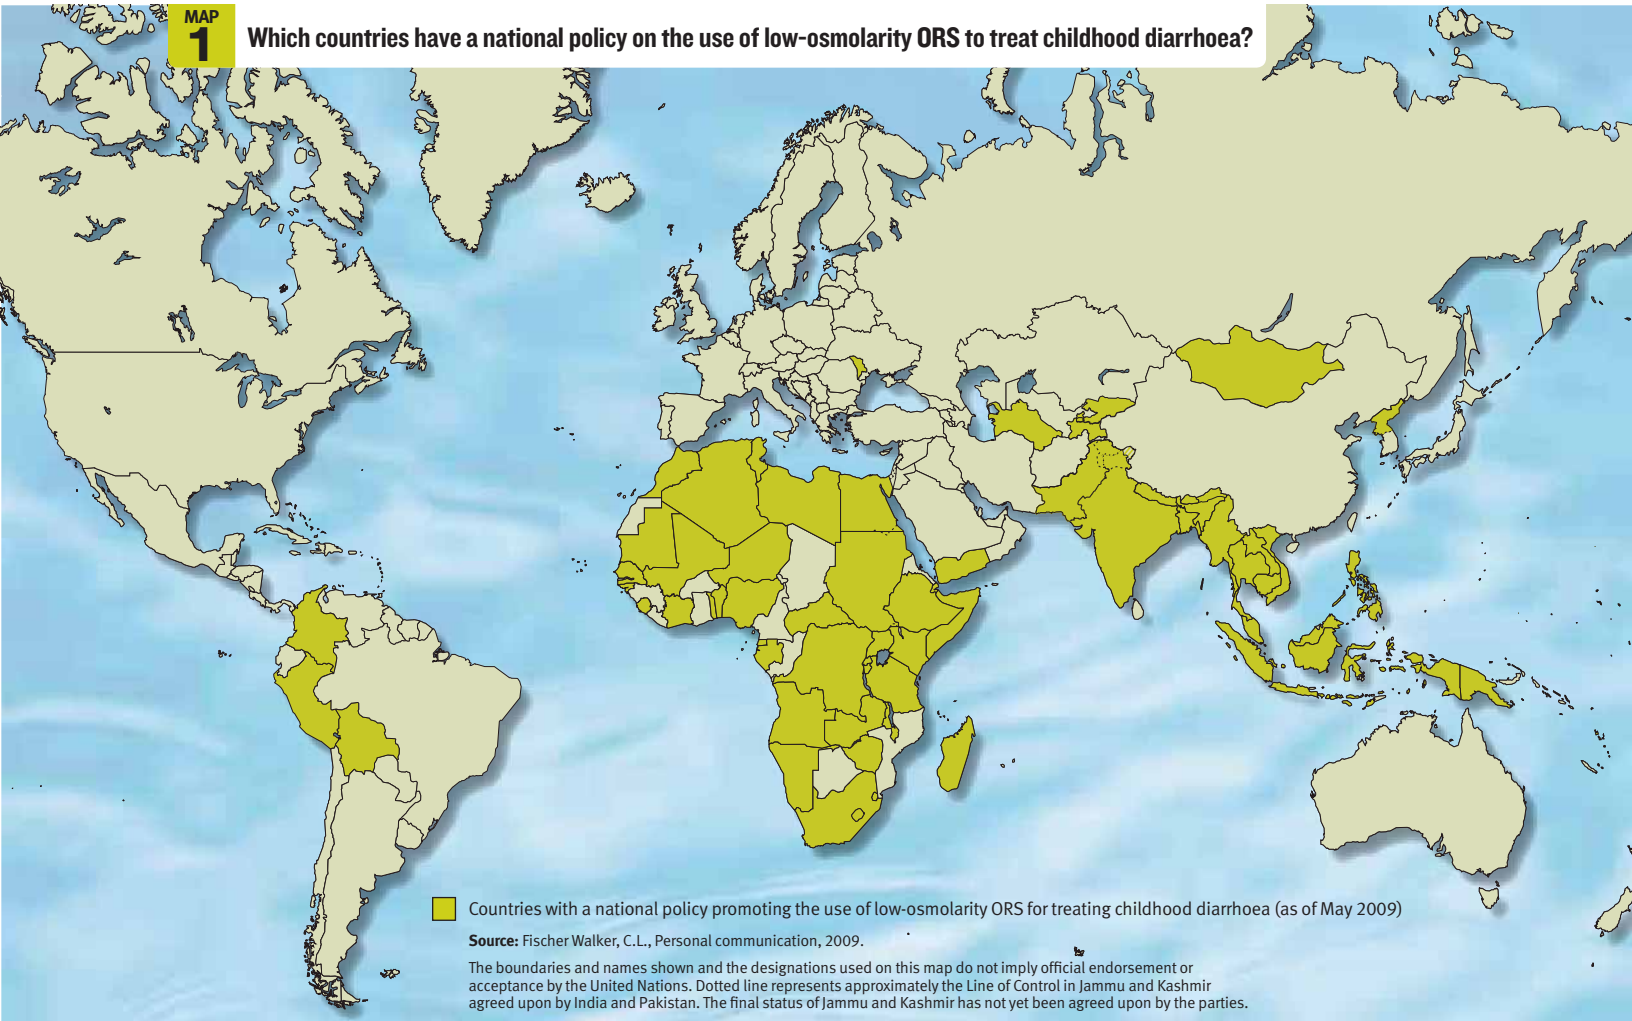 MAP
1
Which countries have a national policy on the use of low-osmolarity ORS to treat childhood diarrhoea?
Countries with a national policy promoting the use of low-osmolarity ORS for treating childhood diarrhoea (as of May 2009)
Source: Fischer Walker, C.L., Personal communication, 2009.
The boundaries and names shown and the designations used on this map do not imply official endorsement or
acceptance by the United Nations. Dotted line represents approximately the Line of Control in Jammu and Kashmir
agreed upon by India and Pakistan. The final status of Jammu and Kashmir has not yet been agreed upon by the parties.